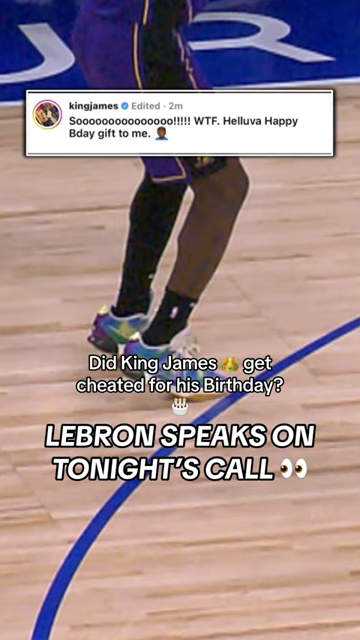 UR
kingjames Edited · 2m
Sooooooooooooooo!!!!! WTF. Helluva Happy
Bday gift to me. 🤦🏾‍♂️
Did King James 👑 get
cheated for his Birthday?
🎂
LEBRON SPEAKS ON
TONIGHT'S CALL 👀